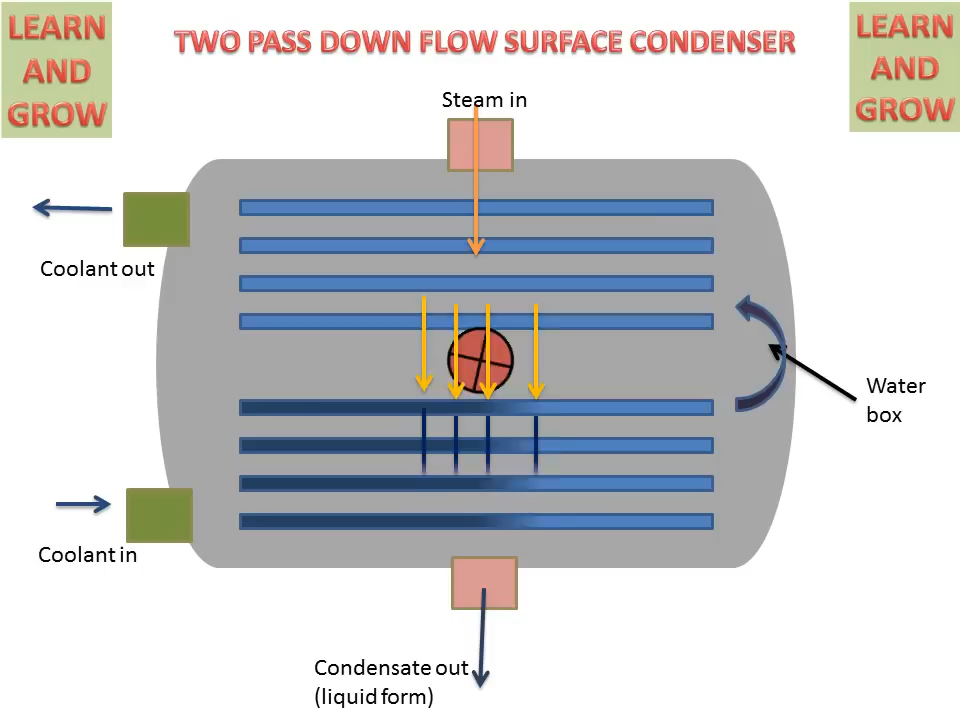 LEARN
AND
GROW
TWO PASS DOWN FLOW SURFACE CONDENSER
LEARN
AND
GROW
Steam in
Coolant out
Water
box
Coolant in
Condensate out
(liquid form)